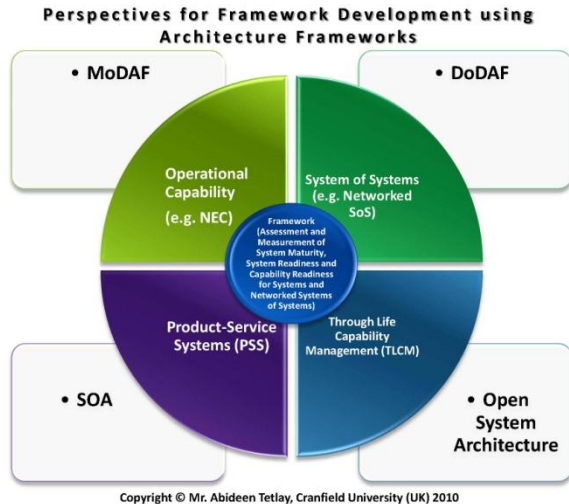 Perspectives for Framework Development using
Architecture Frameworks
• MoDAF
• DoDAF
Operational
Capability
(e.g. NEC)
System of Systems
(e.g. Networked
SoS)
Framework
(Assessment and
Measurement of
System Maturity,
System Readiness and
Capability Readiness
for Systems and
Networked Systems
of Systems)
Product-Service
Systems (PSS)
Through Life
Capability
Management (TLCM)
• SOA
• Open
System
Architecture
Copyright © Mr. Abideen Tetlay, Cranfield University (UK) 2010